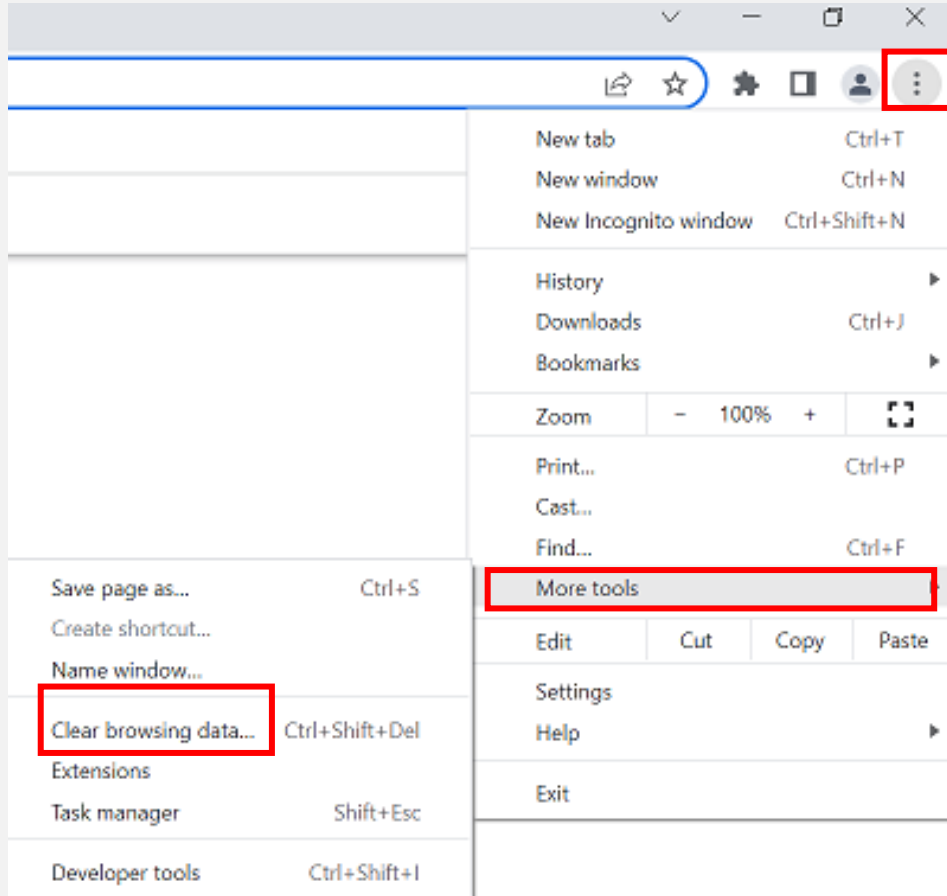 New tab Ctrl+T
New window Ctrl+N
New Incognito window Ctrl+Shift+N
History
Downloads Ctrl+J
Bookmarks
Zoom - 100% +
Print... Ctrl+P
Cast...
Find... Ctrl+F
More tools
Edit Cut Copy Paste
Settings
Help
Exit
Save page as... Ctrl+S
Create shortcut...
Name window...
Clear browsing data... Ctrl+Shift+Del
Extensions
Task manager Shift+Esc
Developer tools Ctrl+Shift+I